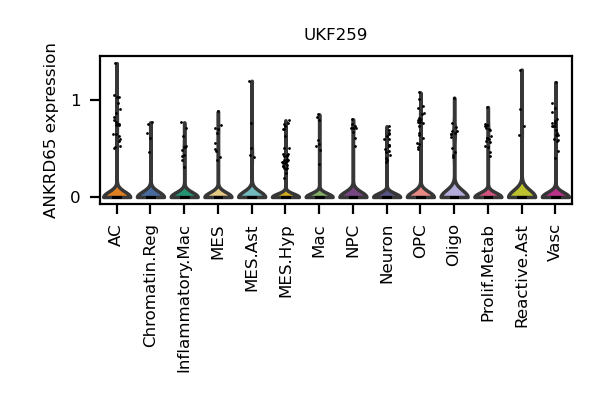 UKF259
ANKRD65 expression
1
0
AC
Chromatin.Reg
Inflammatory.Mac
MES
MES.Ast
MES.Hyp
Mac
NPC
Neuron
OPC
Oligo
Prolif.Metab
Reactive.Ast
Vasc